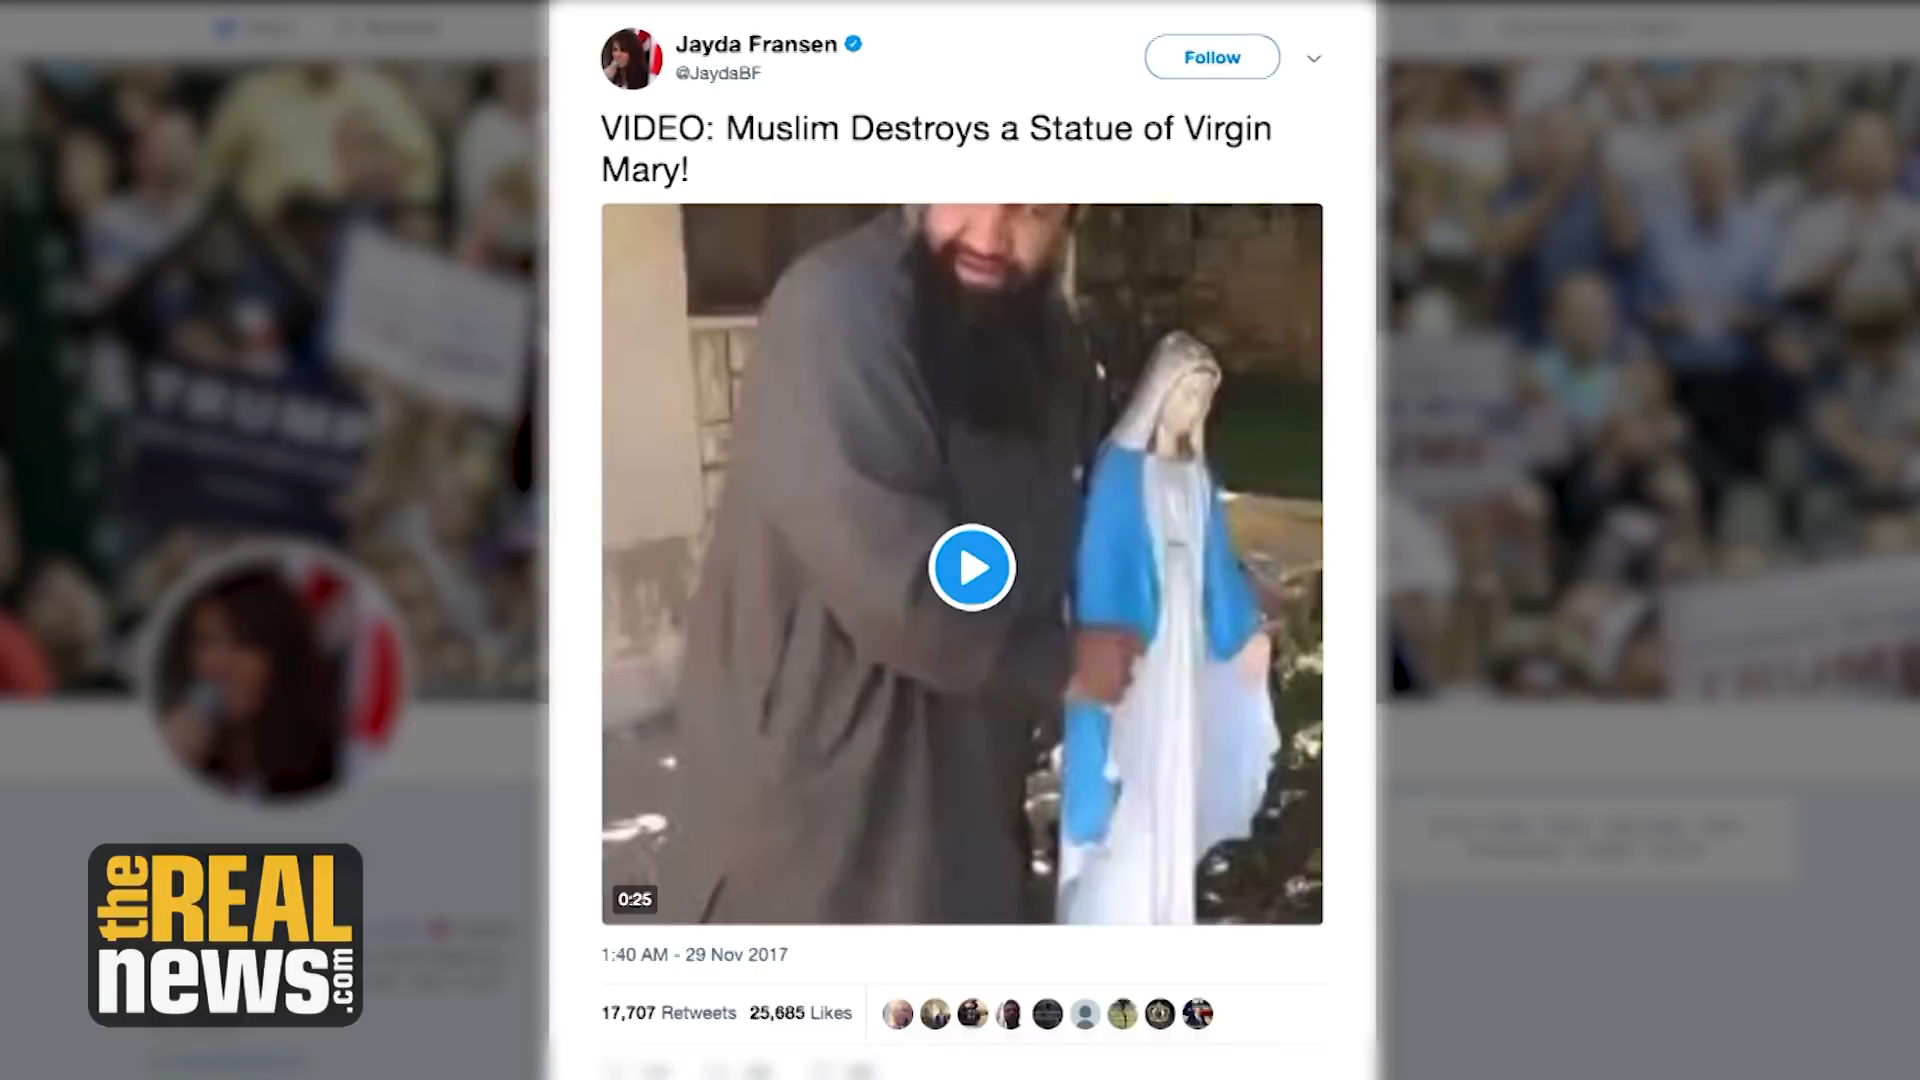 Jayda Fransen
@JaydaBF
Follow
VIDEO: Muslim Destroys a Statue of Virgin
Mary!
0:25
1:40 AM - 29 Nov 2017
17,707 Retweets 25,685 Likes
TRUMP
the REAL
news.com